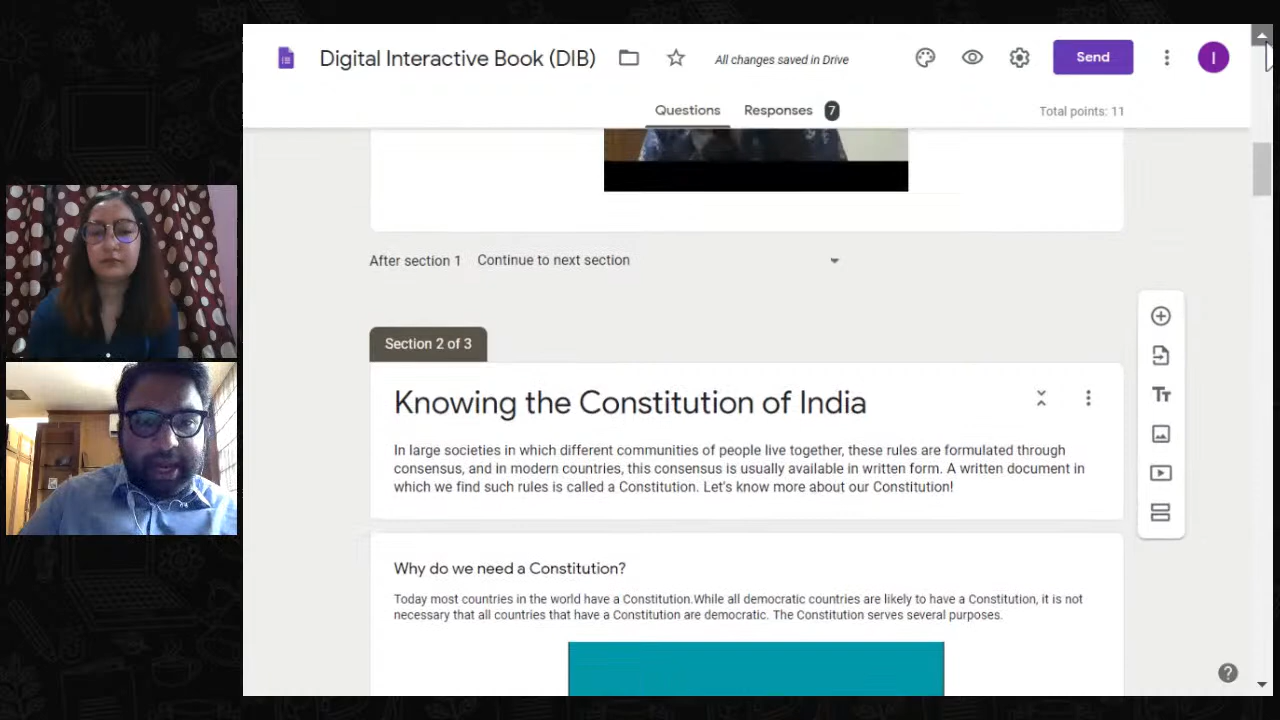 Digital Interactive Book (DIB)
All changes saved in Drive
Send
I
Questions
Responses 7
Total points: 11
After section 1 Continue to next section
Section 2 of 3
Knowing the Constitution of India
In large societies in which different communities of people live together, these rules are formulated through
consensus, and in modern countries, this consensus is usually available in written form. A written document in
which we find such rules is called a Constitution. Let's know more about our Constitution!
Tт
Why do we need a Constitution?
Today most countries in the world have a Constitution.While all democratic countries are likely to have a Constitution, it is not
necessary that all countries that have a Constitution are democratic. The Constitution serves several purposes.